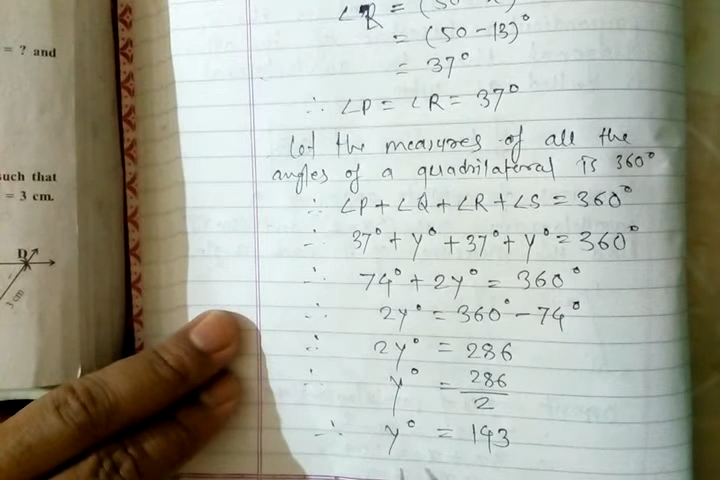 = ? and
such that
= 3 cm.
D
3 cm
∠R = (50 -
= (50 - 13)°
= 37°
∴ ∠P = ∠R = 37°
Let the measures of all the
angles of a quadrilateral is 360°
∴ ∠P + ∠Q + ∠R + ∠S = 360°
∴ 37° + y° + 37° + y° = 360°
∴ 74° + 2y° = 360°
∴ 2y° = 360° - 74°
∴ 2y° = 286
∴ y° = 286/2
∴ y° = 143